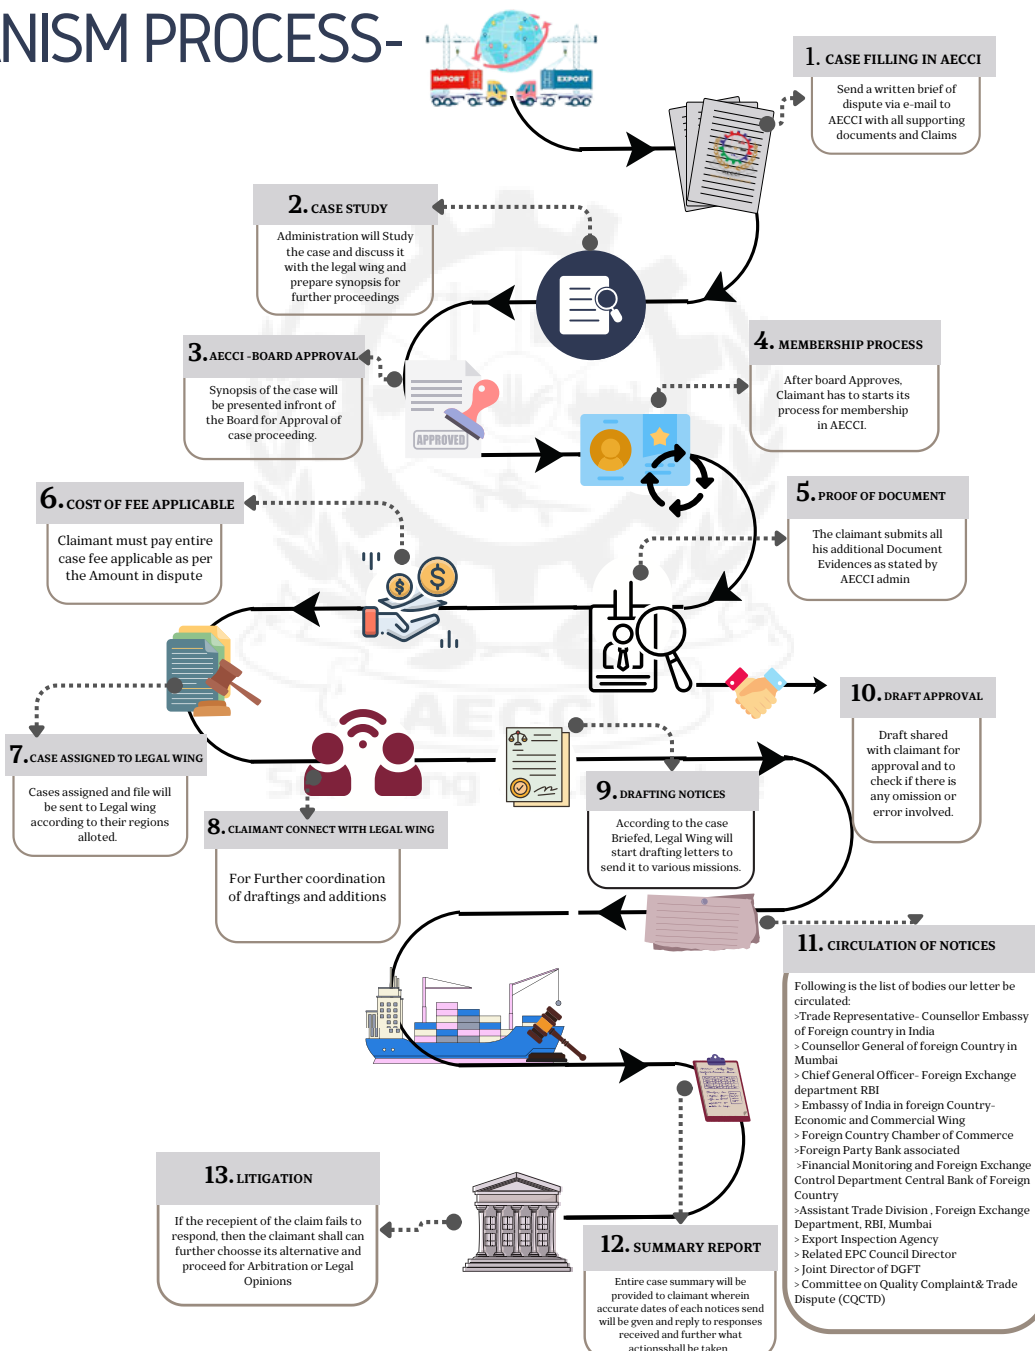 ANISM PROCESS-
IMPORT
EXPORT
1. CASE FILLING IN AECCI
Send a written brief of
dispute via e-mail to
AECCI with all supporting
documents and Claims
2. CASE STUDY
Administration will Study
the case and discuss it
with the legal wing and
prepare synopsis for
further proceedings
3. AECCI -BOARD APPROVAL
Synopsis of the case will
be presented infront of
the Board for Approval of
case proceeding.
APPROVED
4. MEMBERSHIP PROCESS
After board Approves,
Claimant has to starts its
process for membership
in AECCI.
5. PROOF OF DOCUMENT
The claimant submits all
his additional Document
Evidences as stated by
AECCI admin
6. COST OF FEE APPLICABLE
Claimant must pay entire
case fee applicable as per
the Amount in dispute
7. CASE ASSIGNED TO LEGAL WING
Cases assigned and file will
be sent to Legal wing
according to their regions
alloted.
8. CLAIMANT CONNECT WITH LEGAL WING
For Further coordination
of draftings and additions
9. DRAFTING NOTICES
According to the case
Briefed, Legal Wing will
start drafting letters to
send it to various missions.
10. DRAFT APPROVAL
Draft shared
with claimant for
approval and to
check if there is
any omission or
error involved.
11. CIRCULATION OF NOTICES
Following is the list of bodies our letter be
circulated:
>Trade Representative- Counsellor Embassy
of Foreign country in India
> Counsellor General of foreign Country in
Mumbai
> Chief General Officer- Foreign Exchange
department RBI
> Embassy of India in foreign Country-
Economic and Commercial Wing
> Foreign Country Chamber of Commerce
>Foreign Party Bank associated
>Financial Monitoring and Foreign Exchange
Control Department Central Bank of Foreign
Country
>Assistant Trade Division , Foreign Exchange
Department, RBI, Mumbai
> Export Inspection Agency
> Related EPC Council Director
> Joint Director of DGFT
> Committee on Quality Complaint& Trade
Dispute (CQCTD)
12. SUMMARY REPORT
Entire case summary will be
provided to claimant wherein
accurate dates of each notices send
will be gven and reply to responses
received and further what
actionsshall be taken
13. LITIGATION
If the recepient of the claim fails to
respond, then the claimant shall can
further choosse its alternative and
proceed for Arbitration or Legal
Opinions
AECCI